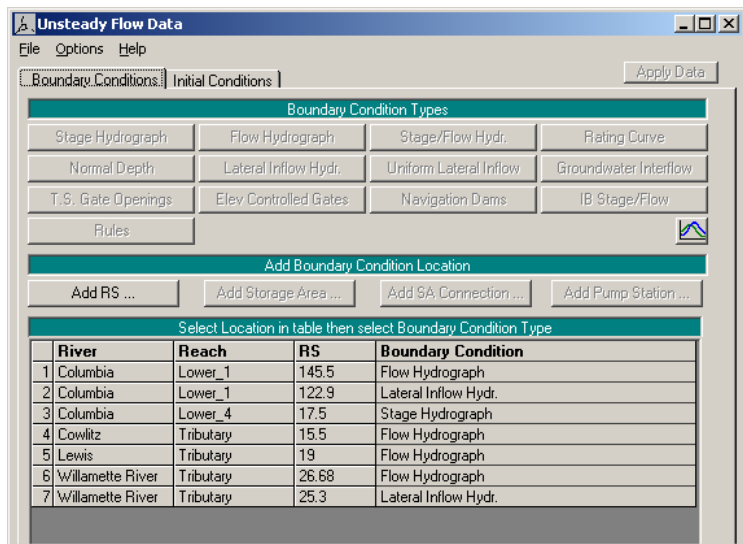 Unsteady Flow Data
File Options Help
Boundary Conditions Initial Conditions Apply Data
Boundary Condition Types
Stage Hydrograph Flow Hydrograph Stage/Flow Hydr. Rating Curve
Normal Depth Lateral Inflow Hydr. Uniform Lateral Inflow Groundwater Interflow
T.S. Gate Openings Elev Controlled Gates Navigation Dams IB Stage/Flow
Rules
Add Boundary Condition Location
Add RS ... Add Storage Area ... Add SA Connection ... Add Pump Station ...
Select Location in table then select Boundary Condition Type
River Reach RS Boundary Condition
1 Columbia Lower_1 145.5 Flow Hydrograph
2 Columbia Lower_1 122.9 Lateral Inflow Hydr.
3 Columbia Lower_4 17.5 Stage Hydrograph
4 Cowlitz Tributary 15.5 Flow Hydrograph
5 Lewis Tributary 19 Flow Hydrograph
6 Willamette River Tributary 26.68 Flow Hydrograph
7 Willamette River Tributary 25.3 Lateral Inflow Hydr.